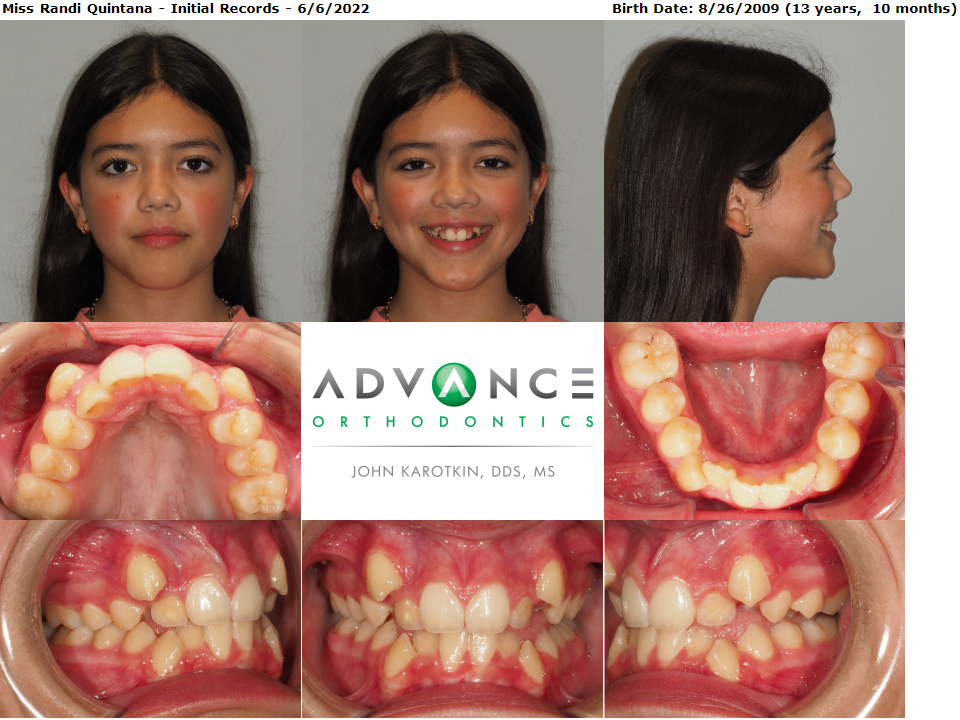 Miss Randi Quintana - Initial Records - 6/6/2022
Birth Date: 8/26/2009 (13 years, 10 months)
ADVANCE
ORTHODONTICS
JOHN KAROTKIN, DDS, MS